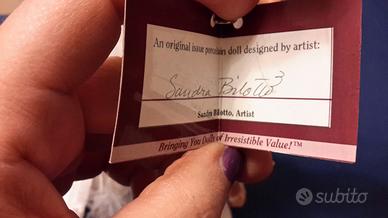 An original issue porcelain doll designed by artist:
Sandra Bilotto
Bilotto, Artist
Bringing You Dolls of Irresistible Value!™
subito